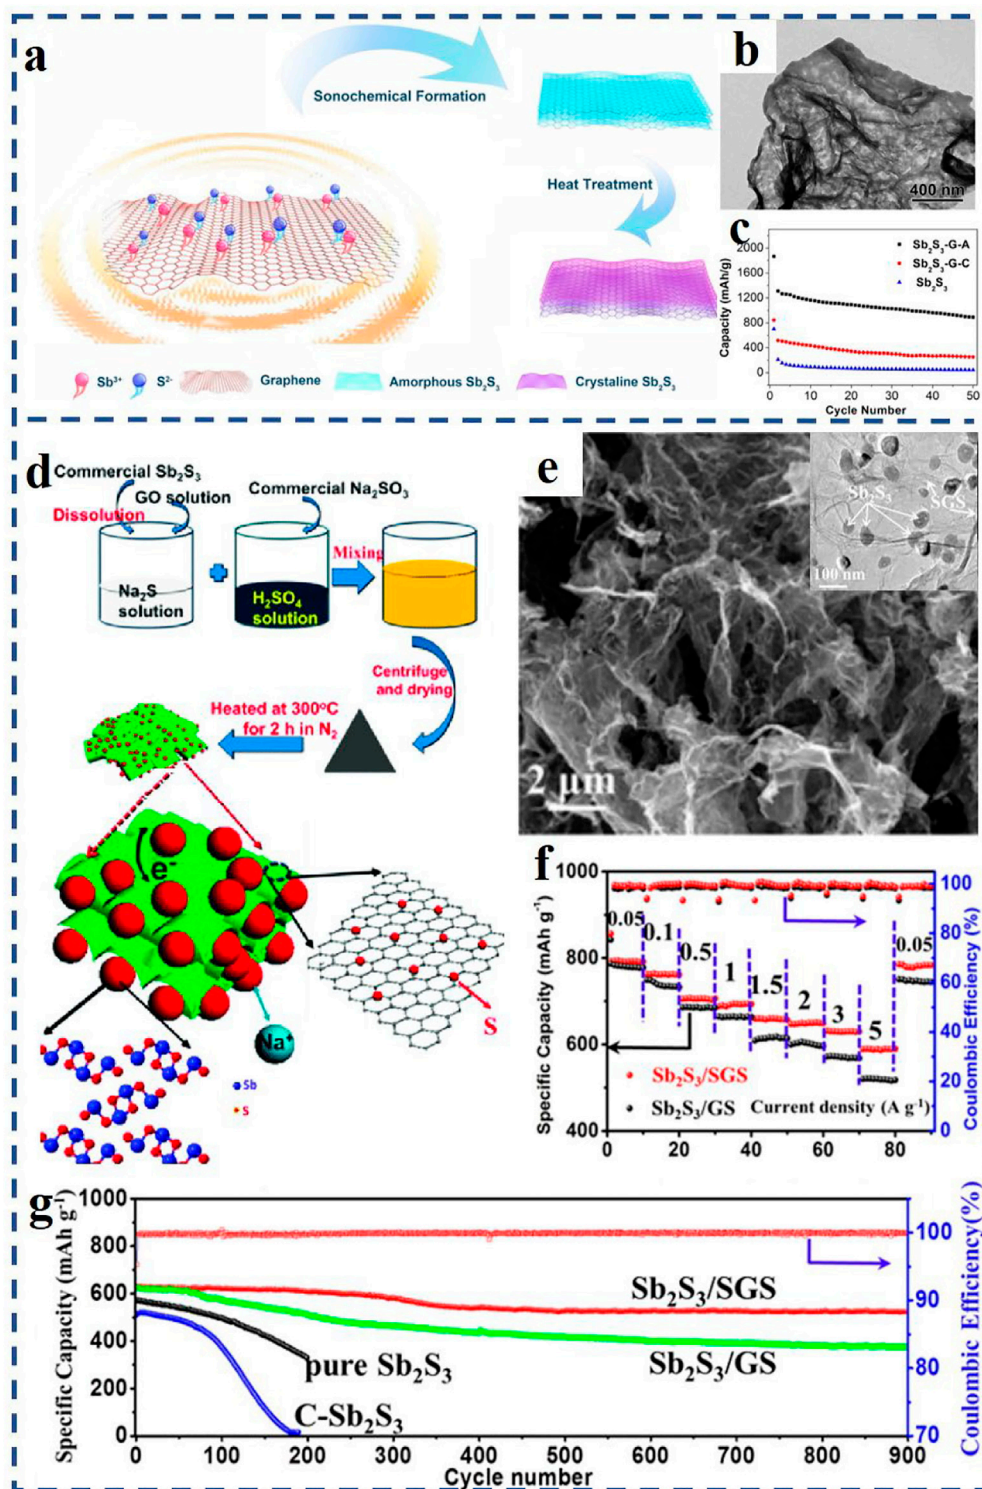 a
Sonochemical Formation
Heat Treatment
Sb³⁺
S²⁻
Graphene
Amorphous Sb₂S₃
Crystaline Sb₂S₃
b
400 nm
c
Sb₂S₃-G-A
Sb₂S₃-G-C
Sb₂S₃
Capacity (mAh/g)
2000
1600
1200
800
400
0
0 10 20 30 40 50
Cycle Number
d
Commercial Sb₂S₃
GO solution
Dissolution
Commercial Na₂SO₃
Mixing
Na₂S
solution
H₂SO₄
solution
Centrifuge
and drying
Heated at 300°C
for 2 h in N₂
e⁻
S
Na⁺
Sb
S
e
Sb₂S₃
SGS
100 nm
2 μm
f
Specific Capacity (mAh g⁻¹)
1000
800
600
400
0.05
0.1
0.5
1
1.5
2
3
5
0.05
Sb₂S₃/SGS
Sb₂S₃/GS
Current density (A g⁻¹)
0 20 40 60 80
100
80
60
40
20
0
Coulombic Efficiency (%)
g
Specific Capacity (mAh g⁻¹)
1000
800
600
400
200
0
Sb₂S₃/SGS
Sb₂S₃/GS
pure Sb₂S₃
C-Sb₂S₃
0 100 200 300 400 500 600 700 800 900
Cycle number
100
90
80
70
Coulombic Efficiency(%)